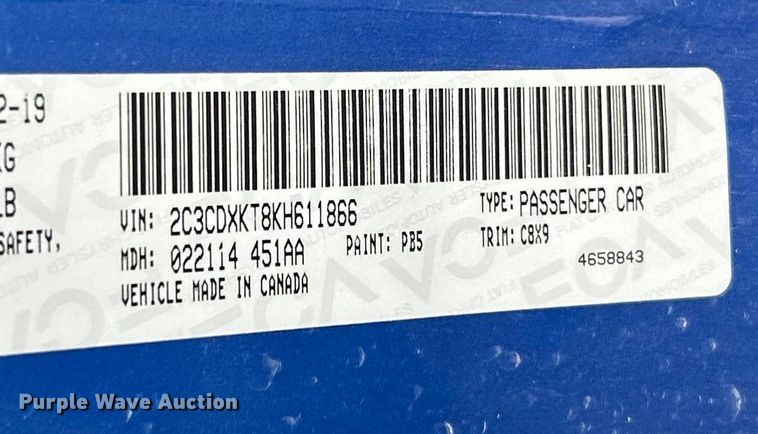 2-19
KG
LB
SAFETY,
VIN: 2C3CDXKT8KH611866
TYPE: PASSENGER CAR
MDH: 022114 451AA
PAINT: PB5
TRIM: C8X9
VEHICLE MADE IN CANADA
4658843
Purple Wave Auction